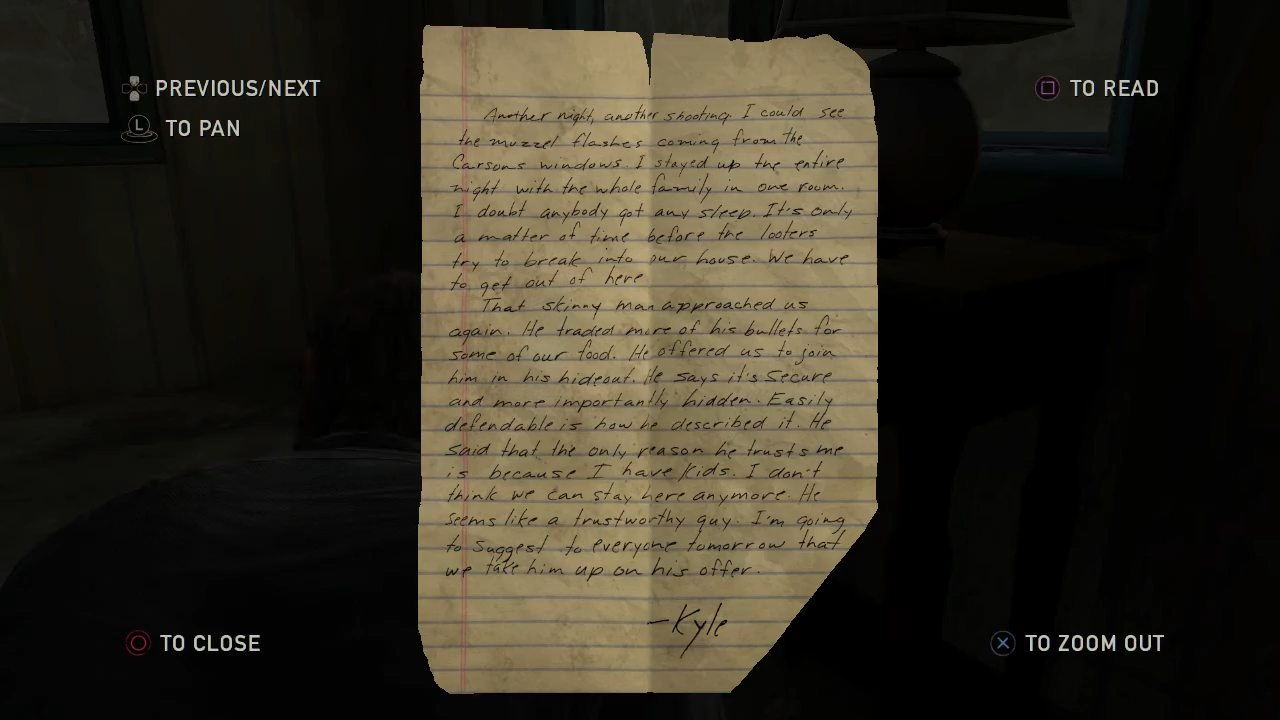 PREVIOUS/NEXT
TO PAN
TO READ
Another night, another shooting. I could see
the muzzel flashes coming from the
Carsons windows. I stayed up the entire
night with the whole family in one room.
I doubt anybody got any sleep. It's only
a matter of time before the looters
try to break into our house. We have
to get out of here
That skinny man approached us
again. He traded more of his bullets for
some of our food. He offered us to join
him in his hideout. He says it's secure
and more importantly hidden. Easily
defendable is how he described it. He
said that the only reason he trusts me
is because I have kids. I don't
think we can stay here anymore. He
seems like a trustworthy guy. I'm going
to suggest to everyone tomorrow that
we take him up on his offer.
-Kyle
TO CLOSE
TO ZOOM OUT